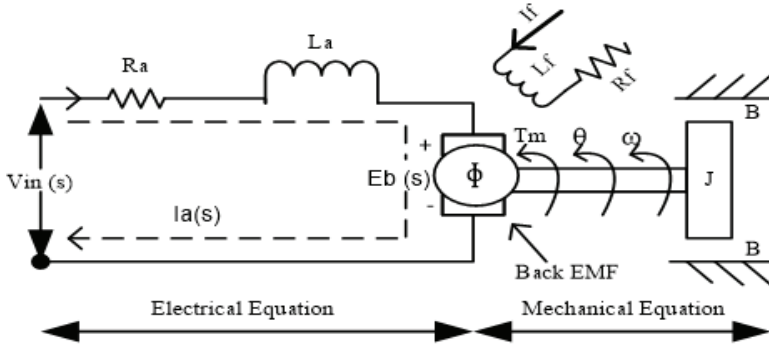 If
La
Ra
Lf
Rf
B
+
Tm
θ
ω
Vin (s)
Eb (s)
Φ
J
-
Ia(s)
B
Back EMF
Electrical Equation
Mechanical Equation